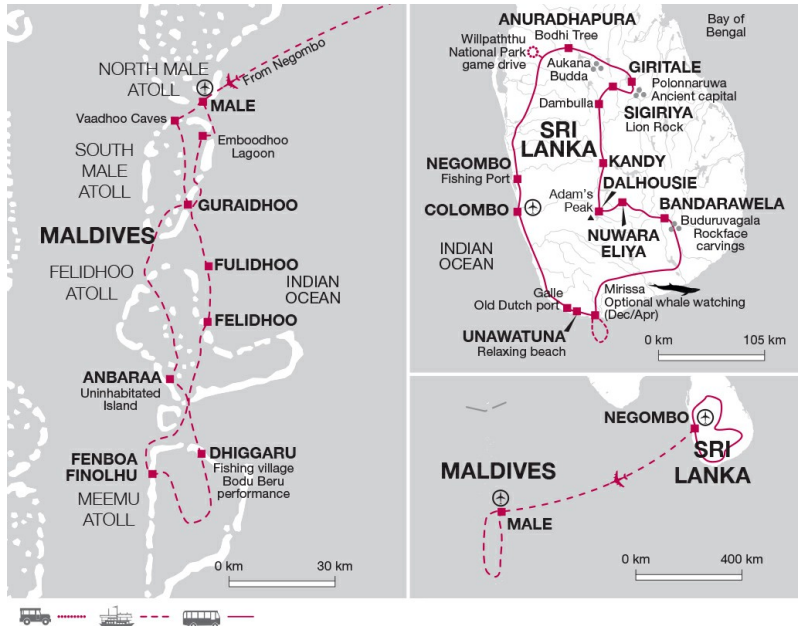 From Negombo
NORTH MALE
ATOLL
MALE
Vaadhoo Caves
Emboodhoo
Lagoon
SOUTH
MALE
ATOLL
GURAIDHOO
MALDIVES
FELIDHOO
ATOLL
FULIDHOO
INDIAN
OCEAN
FELIDHOO
ANBARAA
Uninhabited
Island
FENBOA
FINOLHU
DHIGGARU
Fishing village
Bodu Beru
performance
MEEMU
ATOLL
0 km
30 km
ANURADHAPURA
Bodhi Tree
Bay of
Bengal
Willpaththu
National Park
game drive
Aukana
Budda
GIRITALE
Polonnaruwa
Ancient capital
Dambulla
SIGIRIYA
Lion Rock
SRI
LANKA
NEGOMBO
Fishing Port
KANDY
DALHOUSIE
Adam's
Peak
BANDARAWELA
Buduruvagala
Rockface
carvings
COLOMBO
NUWARA
ELIYA
INDIAN
OCEAN
Galle
Old Dutch port
Mirissa
Optional whale watching
(Dec/Apr)
UNAWATUNA
Relaxing beach
0 km
105 km
NEGOMBO
SRI
LANKA
MALDIVES
MALE
0 km
400 km